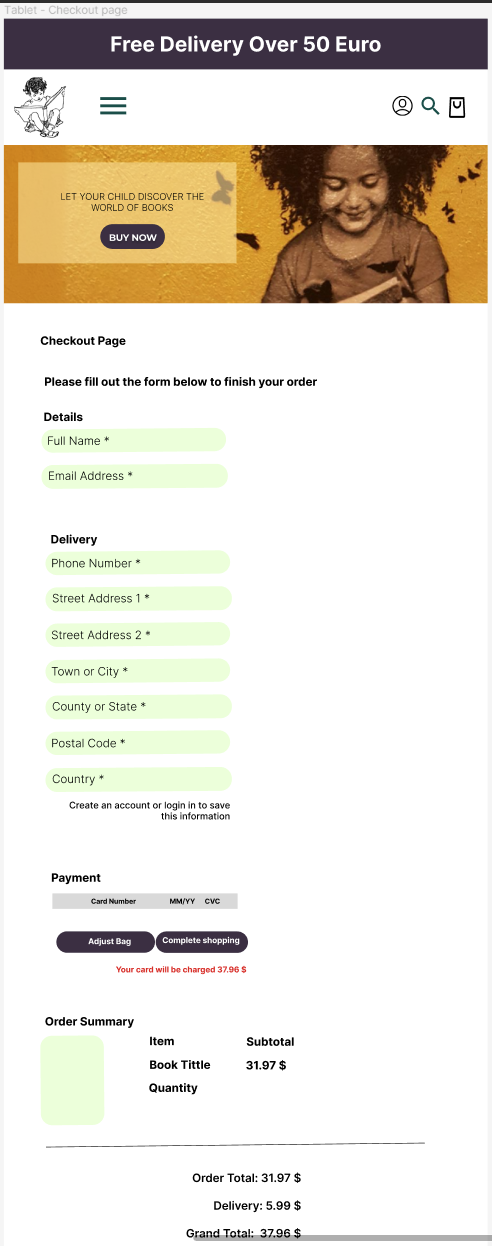 Tablet - Checkout page
Free Delivery Over 50 Euro
LET YOUR CHILD DISCOVER THE
WORLD OF BOOKS
BUY NOW
Checkout Page
Please fill out the form below to finish your order
Details
Full Name *
Email Address *
Delivery
Phone Number *
Street Address 1 *
Street Address 2 *
Town or City *
County or State *
Postal Code *
Country *
Create an account or login in to save
this information
Payment
Card Number MM/YY CVC
Adjust Bag Complete shopping
Your card will be charged 37.96 $
Order Summary
Item Subtotal
Book Tittle 31.97 $
Quantity
Order Total: 31.97 $
Delivery: 5.99 $
Grand Total: 37.96 $